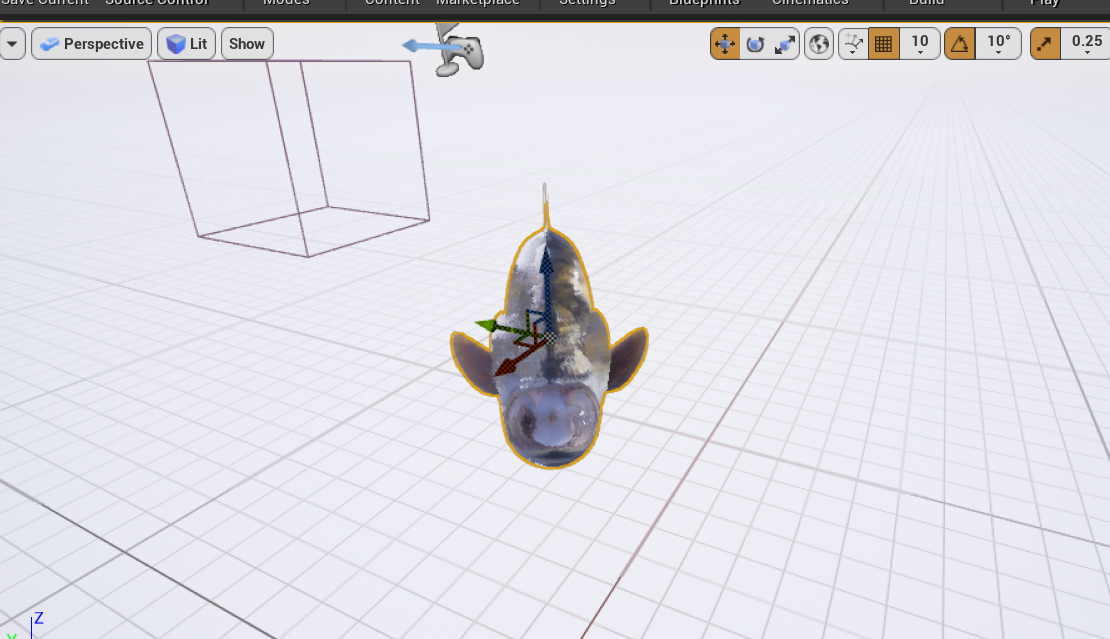 Save Current Source Control Modes Content Marketplace Settings Blueprints Cinematics Build Play
Perspective Lit Show 10 10° 0.25
Z
Y